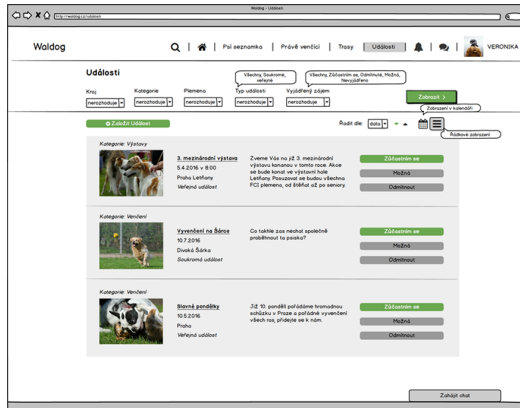 Waldog - Události
http://waldog.cz/události
Waldog
Psí seznamka
Právě venčící
Trasy
Události
VERONIKA
Události
Všechny, Soukromé, veřejné
Všechny, Zúčastním se, Odmítnuté, Možná, Nevyjádřeno
Kraj
Kategorie
Plemena
Typ události
Vyjádřený zájem
nerozhoduje
nerozhoduje
nerozhoduje
nerozhoduje
nerozhoduje
Zobrazit >
Zobrazení v kalendáři
Založit Událost
Řadit dle:
data
Řádkové zobrazení
Kategorie: Výstavy
3. mezinárodní výstava
5.4.2016 v 8:00
Praha Letňany
Veřejná událost
Zveme Vás na již 3. mezinárodní
výstavu kananou v tomto roce. Akce
se bude konat ve výstavní hale
Letňany. Posuzovat se budou všechna
FCI plemena, od štěňat až po seniory.
Zúčastním se
Možná
Odmítnout
Kategorie: Venčení
Vyvenčení na Šárce
10.7.2016
Divoká Šárka
Soukromá událost
Co takhle zas nechat společně
proběhnout ta psiska?
Zúčastním se
Možná
Odmítnout
Kategorie: Venčení
Slavné pondělky
10.5.2016
Praha
Veřejná událost
Již 10. pondělí pořádáme hromadnou
schůzku v Praze a pořádné vyvenčení
všech ras, přidejte se k nám.
Zúčastním se
Možná
Odmítnout
Zahájit chat